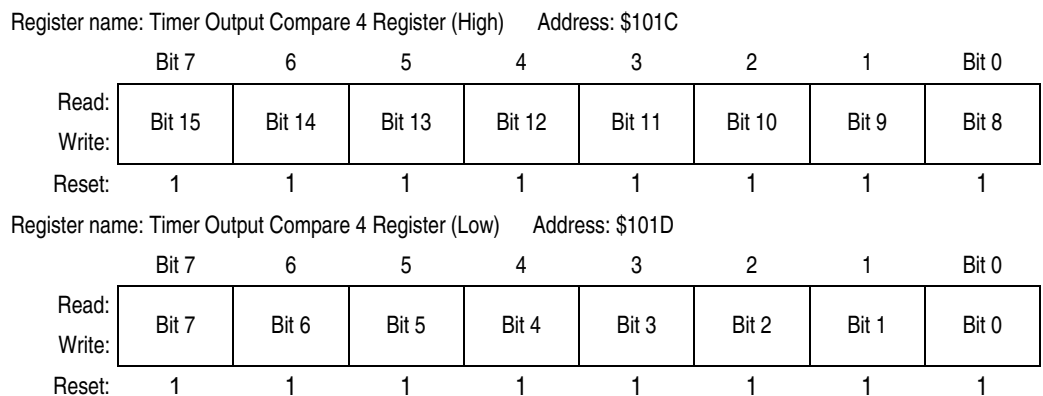 Register name: Timer Output Compare 4 Register (High) Address: $101C
Bit 7 6 5 4 3 2 1 Bit 0
Read:
Bit 15 Bit 14 Bit 13 Bit 12 Bit 11 Bit 10 Bit 9 Bit 8
Write:
Reset: 1 1 1 1 1 1 1 1
Register name: Timer Output Compare 4 Register (Low) Address: $101D
Bit 7 6 5 4 3 2 1 Bit 0
Read:
Bit 7 Bit 6 Bit 5 Bit 4 Bit 3 Bit 2 Bit 1 Bit 0
Write:
Reset: 1 1 1 1 1 1 1 1